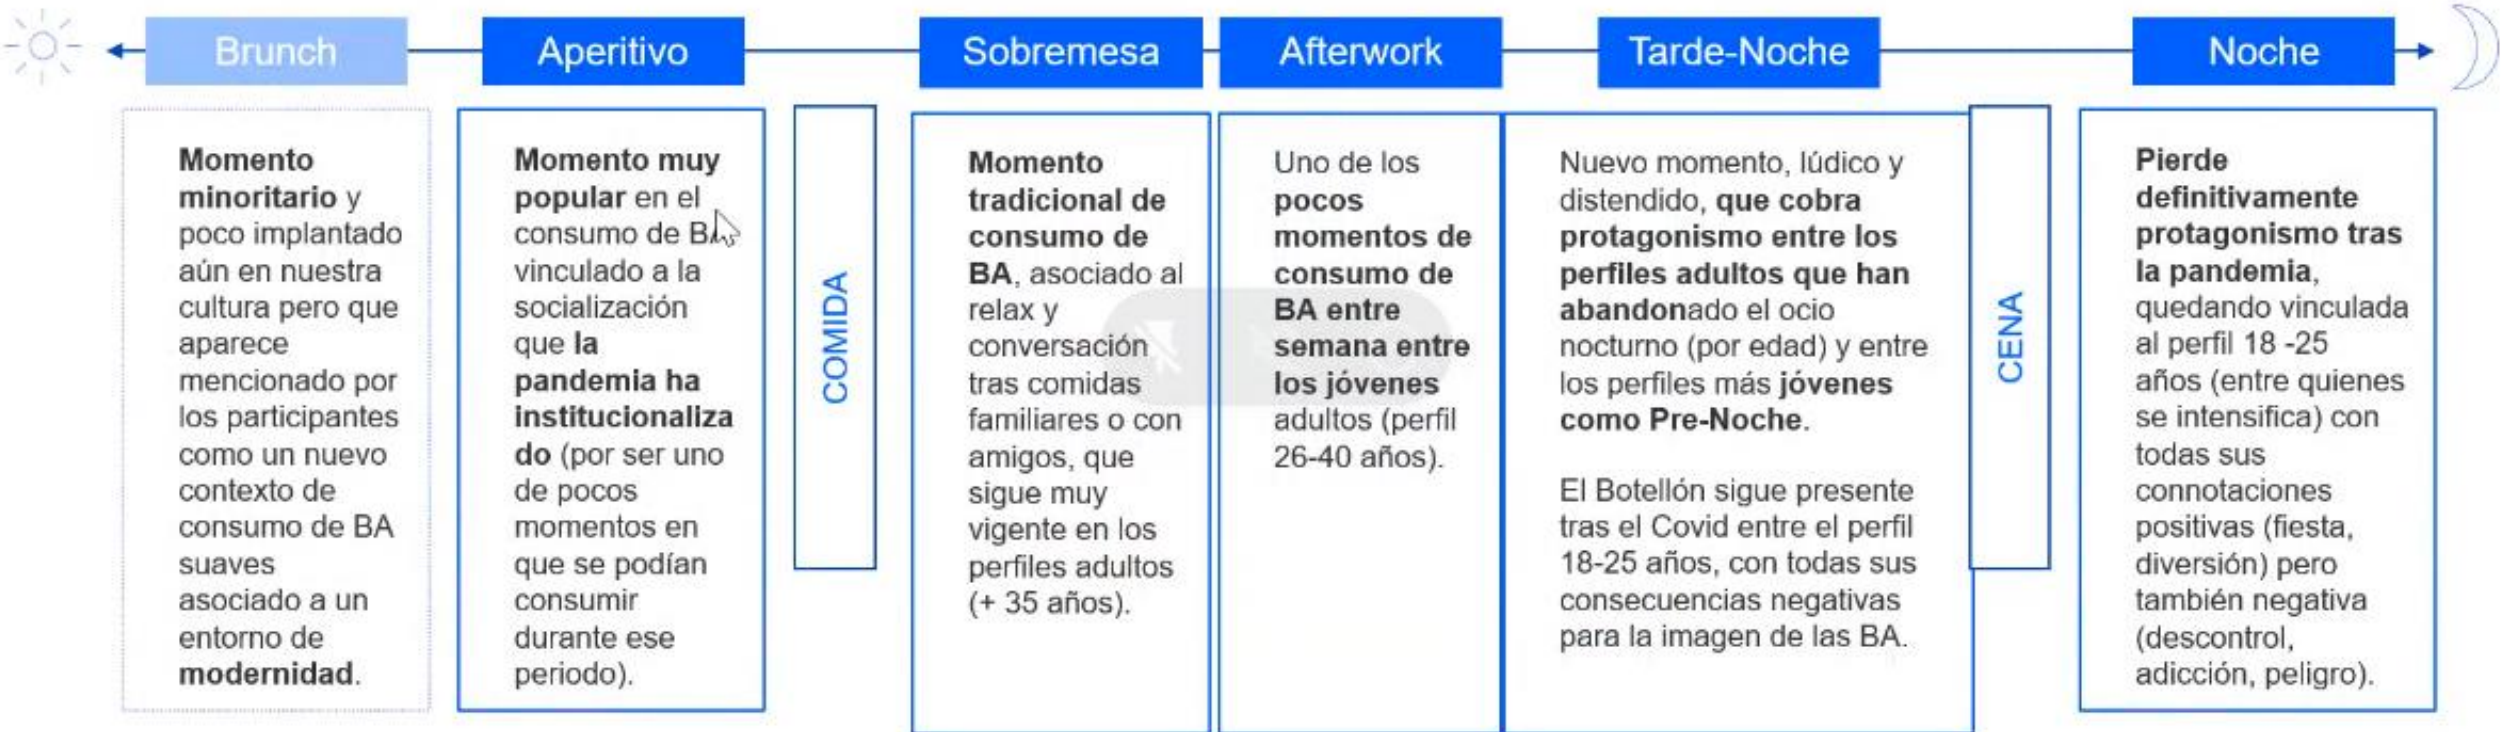 Brunch
Aperitivo
Sobremesa
Afterwork
Tarde-Noche
Noche
Momento
minoritario y
poco implantado
aún en nuestra
cultura pero que
aparece
mencionado por
los participantes
como un nuevo
contexto de
consumo de BA
suaves
asociado a un
entorno de
modernidad.
Momento muy
popular en el
consumo de BA
vinculado a la
socialización
que la
pandemia ha
institucionaliza
do (por ser uno
de pocos
momentos en
que se podían
consumir
durante ese
periodo).
COMIDA
Momento
tradicional de
consumo de
BA, asociado al
relax y
conversación
tras comidas
familiares o con
amigos, que
sigue muy
vigente en los
perfiles adultos
(+ 35 años).
Uno de los
pocos
momentos de
consumo de
BA entre
semana entre
los jóvenes
adultos (perfil
26-40 años).
Nuevo momento, lúdico y
distendido, que cobra
protagonismo entre los
perfiles adultos que han
abandonado el ocio
nocturno (por edad) y entre
los perfiles más jóvenes
como Pre-Noche.
El Botellón sigue presente
tras el Covid entre el perfil
18-25 años, con todas sus
consecuencias negativas
para la imagen de las BA.
CENA
Pierde
definitivamente
protagonismo tras
la pandemia,
quedando vinculada
al perfil 18 -25
años (entre quienes
se intensifica) con
todas sus
connotaciones
positivas (fiesta,
diversión) pero
también negativa
(descontrol,
adicción, peligro).